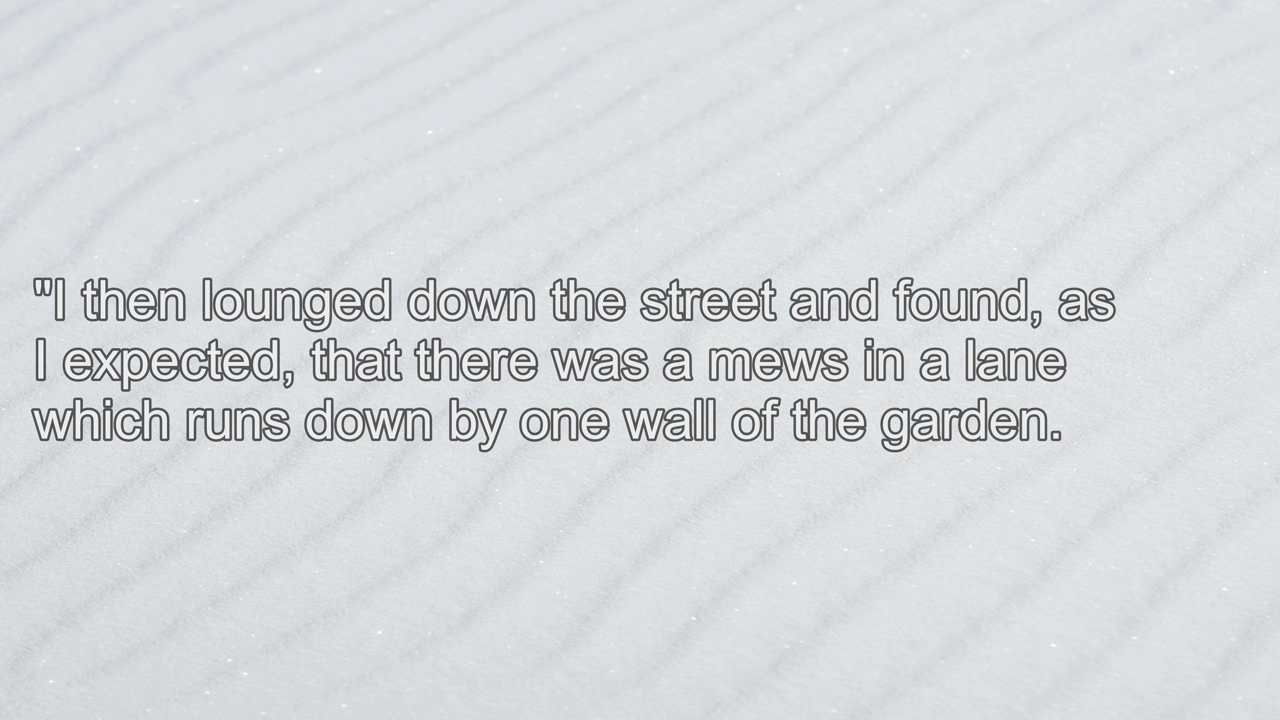 "I then lounged down the street and found, as
I expected, that there was a mews in a lane
which runs down by one wall of the garden.